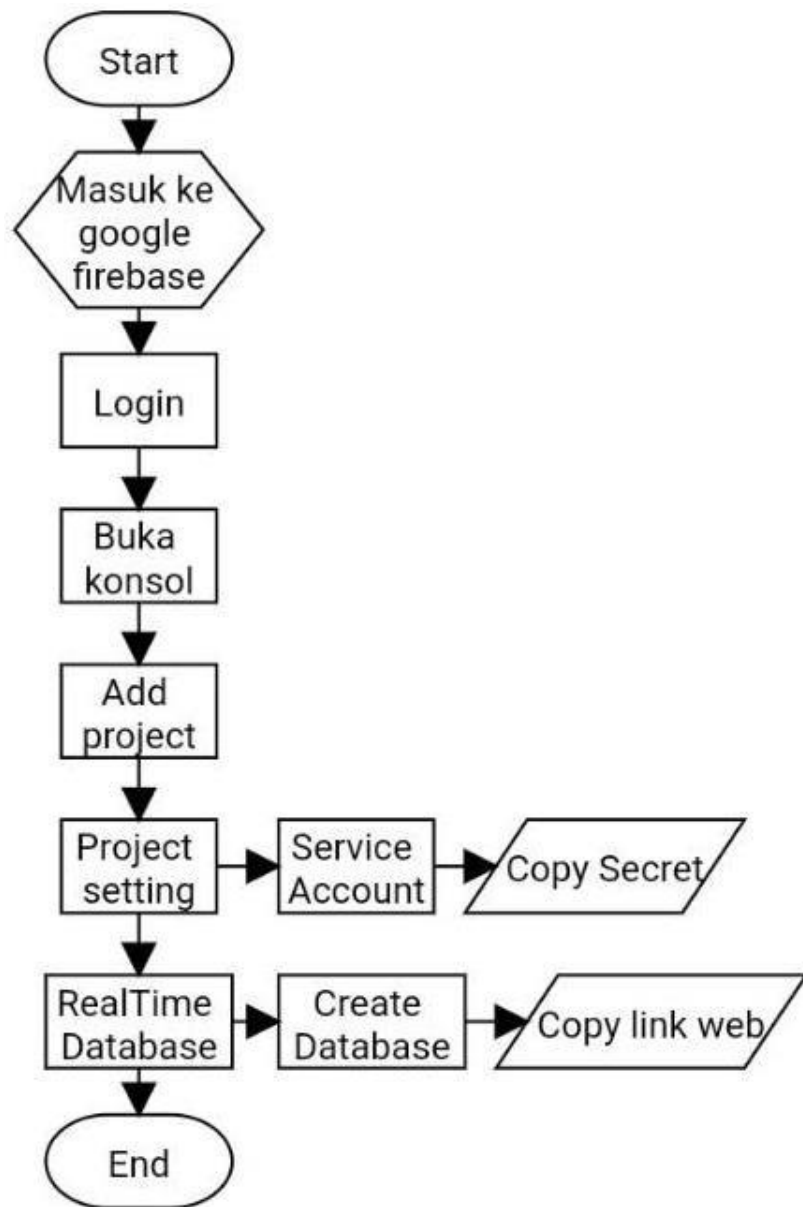 Start
Masuk ke
google
firebase
Login
Buka
konsol
Add
project
Project
setting
Service
Account
Copy Secret
RealTime
Database
Create
Database
Copy link web
End